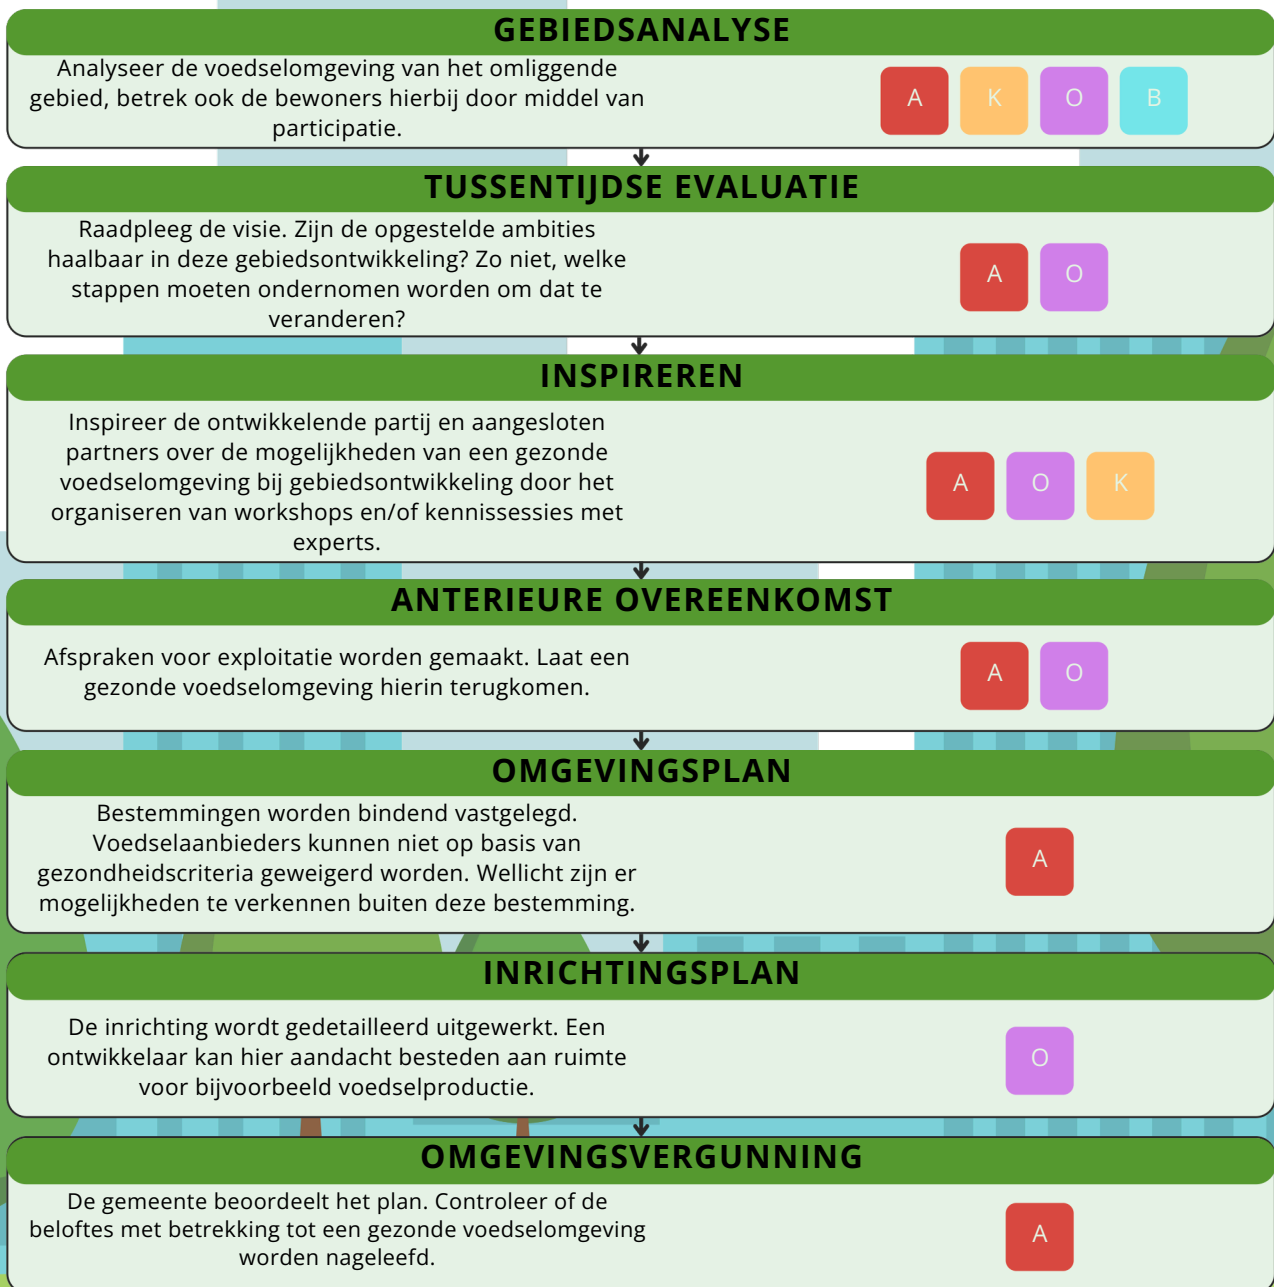 GEBIEDSANALYSE
Analyseer de voedselomgeving van het omliggende
gebied, betrek ook de bewoners hierbij door middel van
participatie.
A K O B
TUSSENTIJDSE EVALUATIE
Raadpleeg de visie. Zijn de opgestelde ambities
haalbaar in deze gebiedsontwikkeling? Zo niet, welke
stappen moeten ondernomen worden om dat te
veranderen?
A O
INSPIREREN
Inspireer de ontwikkelende partij en aangesloten
partners over de mogelijkheden van een gezonde
voedselomgeving bij gebiedsontwikkeling door het
organiseren van workshops en/of kennissessies met
experts.
A O K
ANTERIEURE OVEREENKOMST
Afspraken voor exploitatie worden gemaakt. Laat een
gezonde voedselomgeving hierin terugkomen.
A O
OMGEVINGSPLAN
Bestemmingen worden bindend vastgelegd.
Voedselaanbieders kunnen niet op basis van
gezondheidscriteria geweigerd worden. Wellicht zijn er
mogelijkheden te verkennen buiten deze bestemming.
A
INRICHTINGSPLAN
De inrichting wordt gedetailleerd uitgewerkt. Een
ontwikkelaar kan hier aandacht besteden aan ruimte
voor bijvoorbeeld voedselproductie.
O
OMGEVINGSVERGUNNING
De gemeente beoordeelt het plan. Controleer of de
beloftes met betrekking tot een gezonde voedselomgeving
worden nageleefd.
A